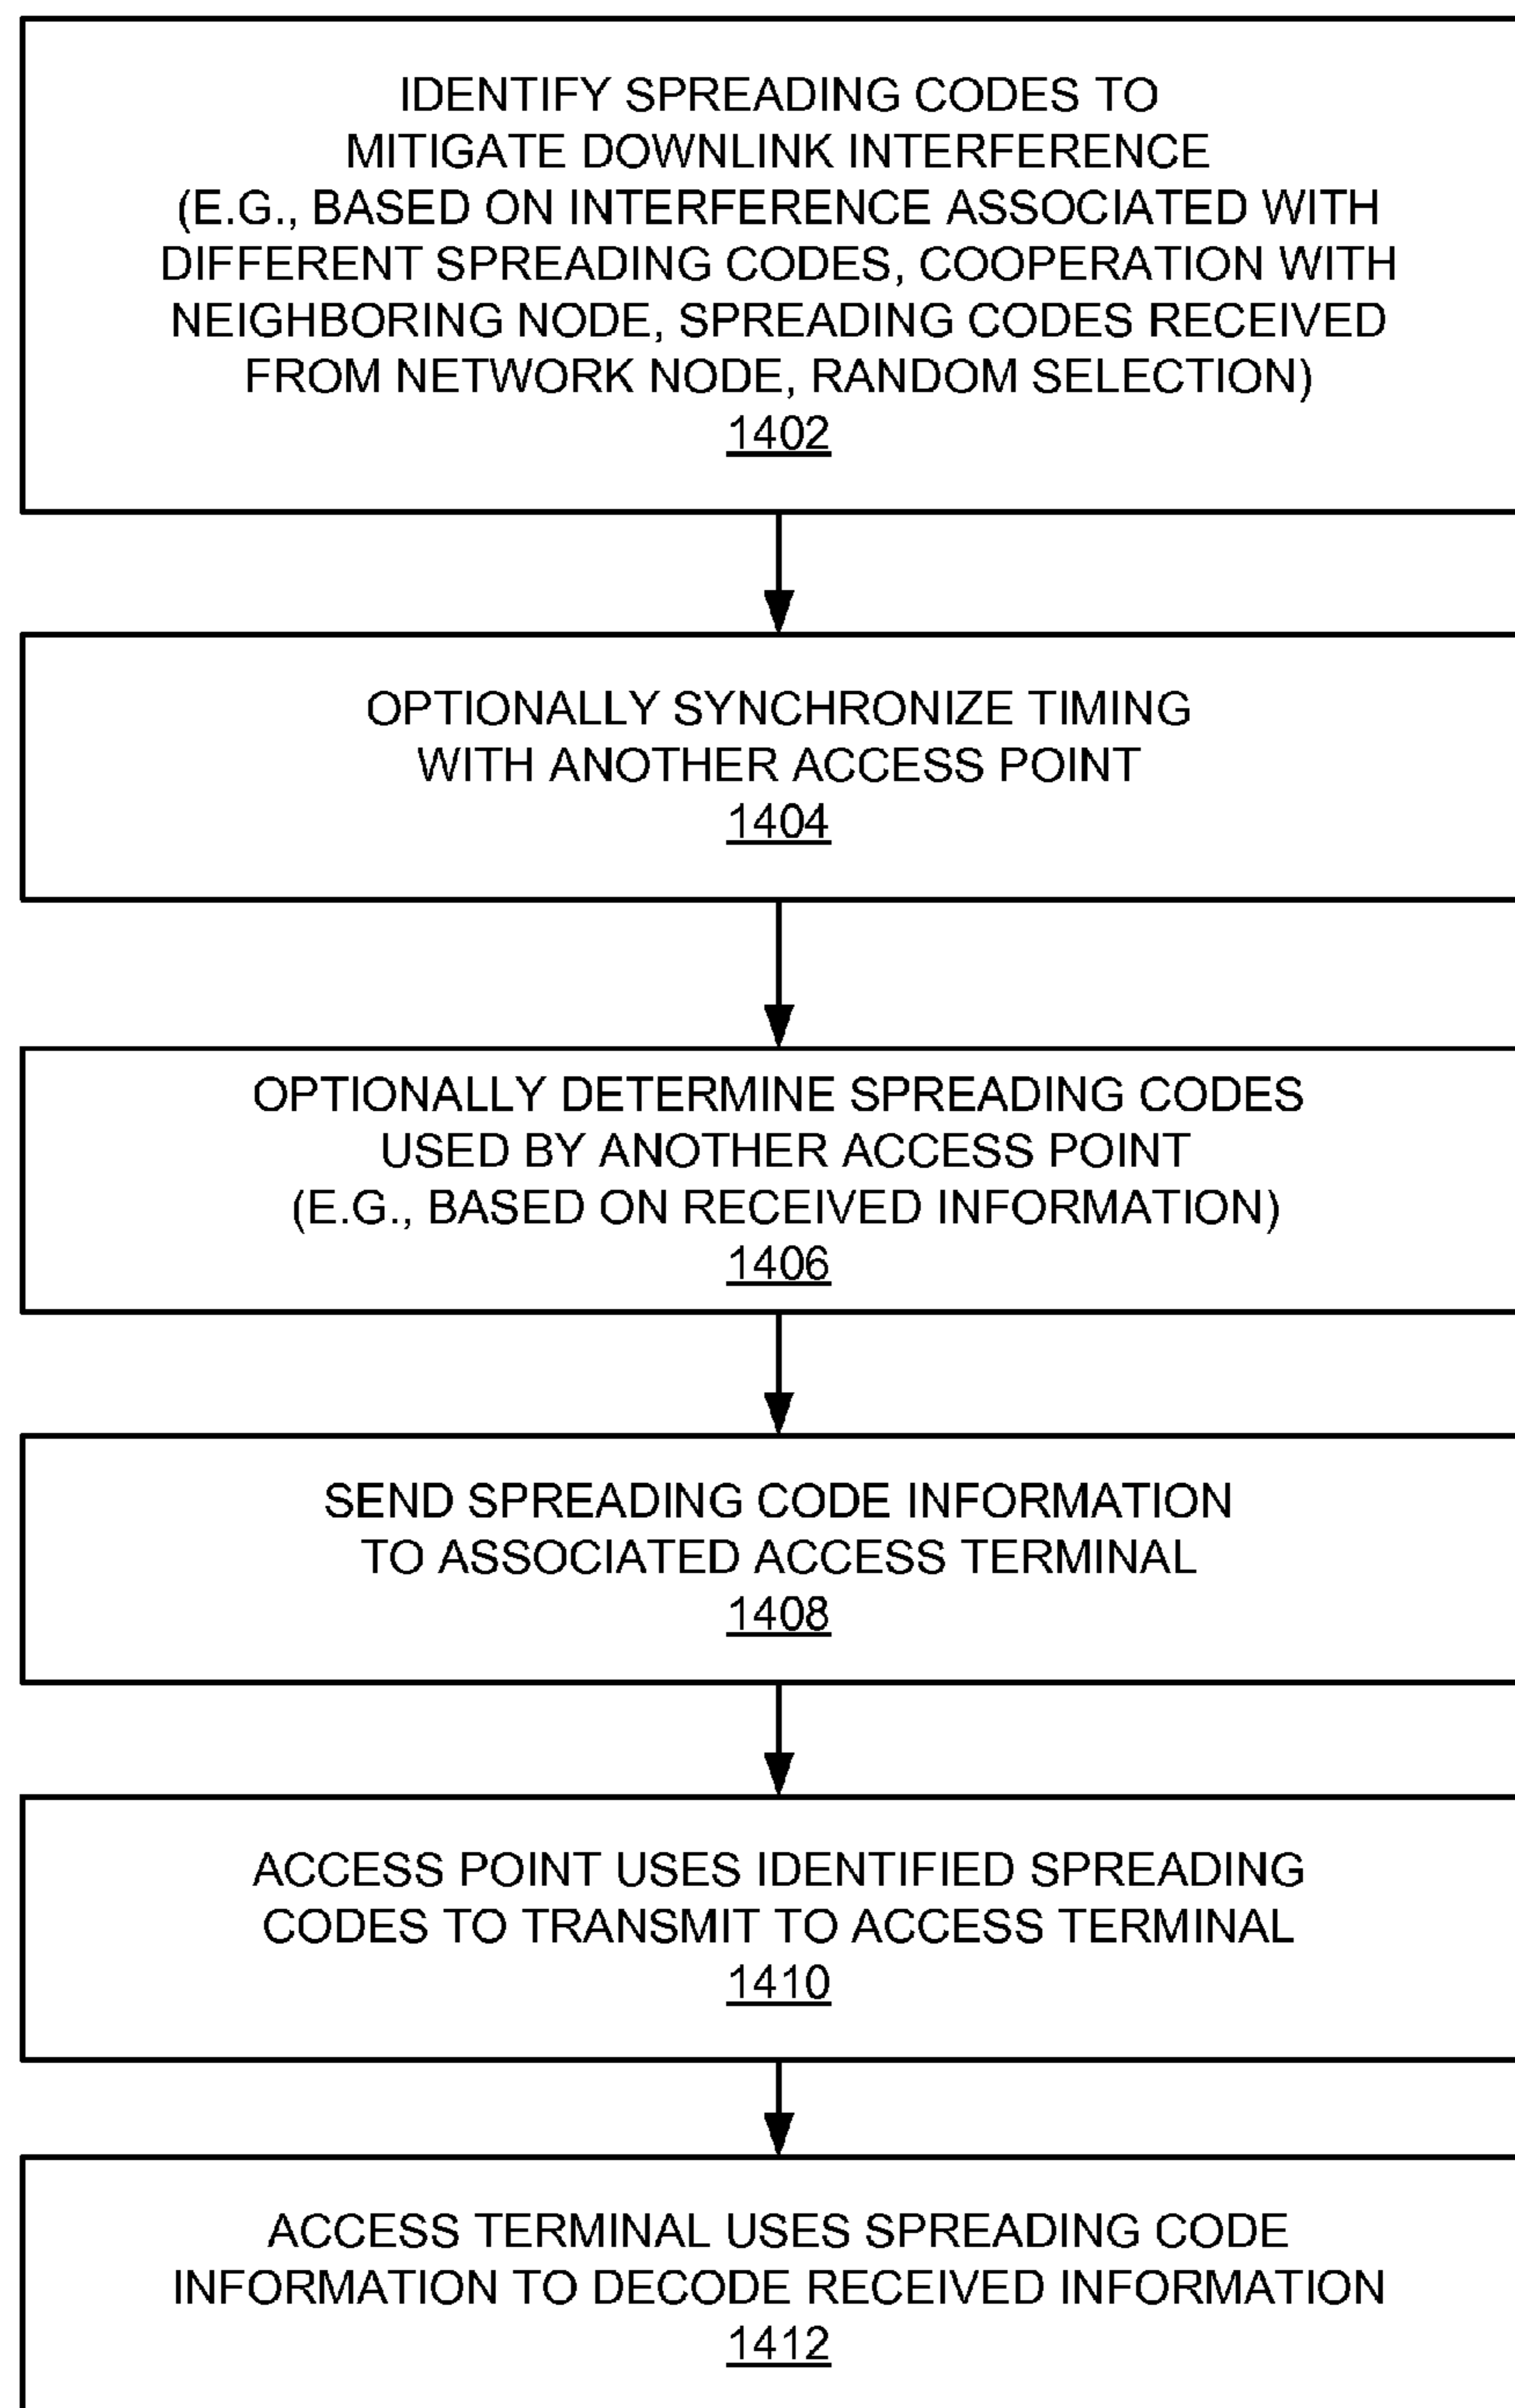 IDENTIFY SPREADING CODES TO
MITIGATE DOWNLINK INTERFERENCE
(E.G., BASED ON INTERFERENCE ASSOCIATED WITH
DIFFERENT SPREADING CODES, COOPERATION WITH
NEIGHBORING NODE, SPREADING CODES RECEIVED
FROM NETWORK NODE, RANDOM SELECTION)
1402
OPTIONALLY SYNCHRONIZE TIMING
WITH ANOTHER ACCESS POINT
1404
OPTIONALLY DETERMINE SPREADING CODES
USED BY ANOTHER ACCESS POINT
(E.G., BASED ON RECEIVED INFORMATION)
1406
SEND SPREADING CODE INFORMATION
TO ASSOCIATED ACCESS TERMINAL
1408
ACCESS POINT USES IDENTIFIED SPREADING
CODES TO TRANSMIT TO ACCESS TERMINAL
1410
ACCESS TERMINAL USES SPREADING CODE
INFORMATION TO DECODE RECEIVED INFORMATION
1412